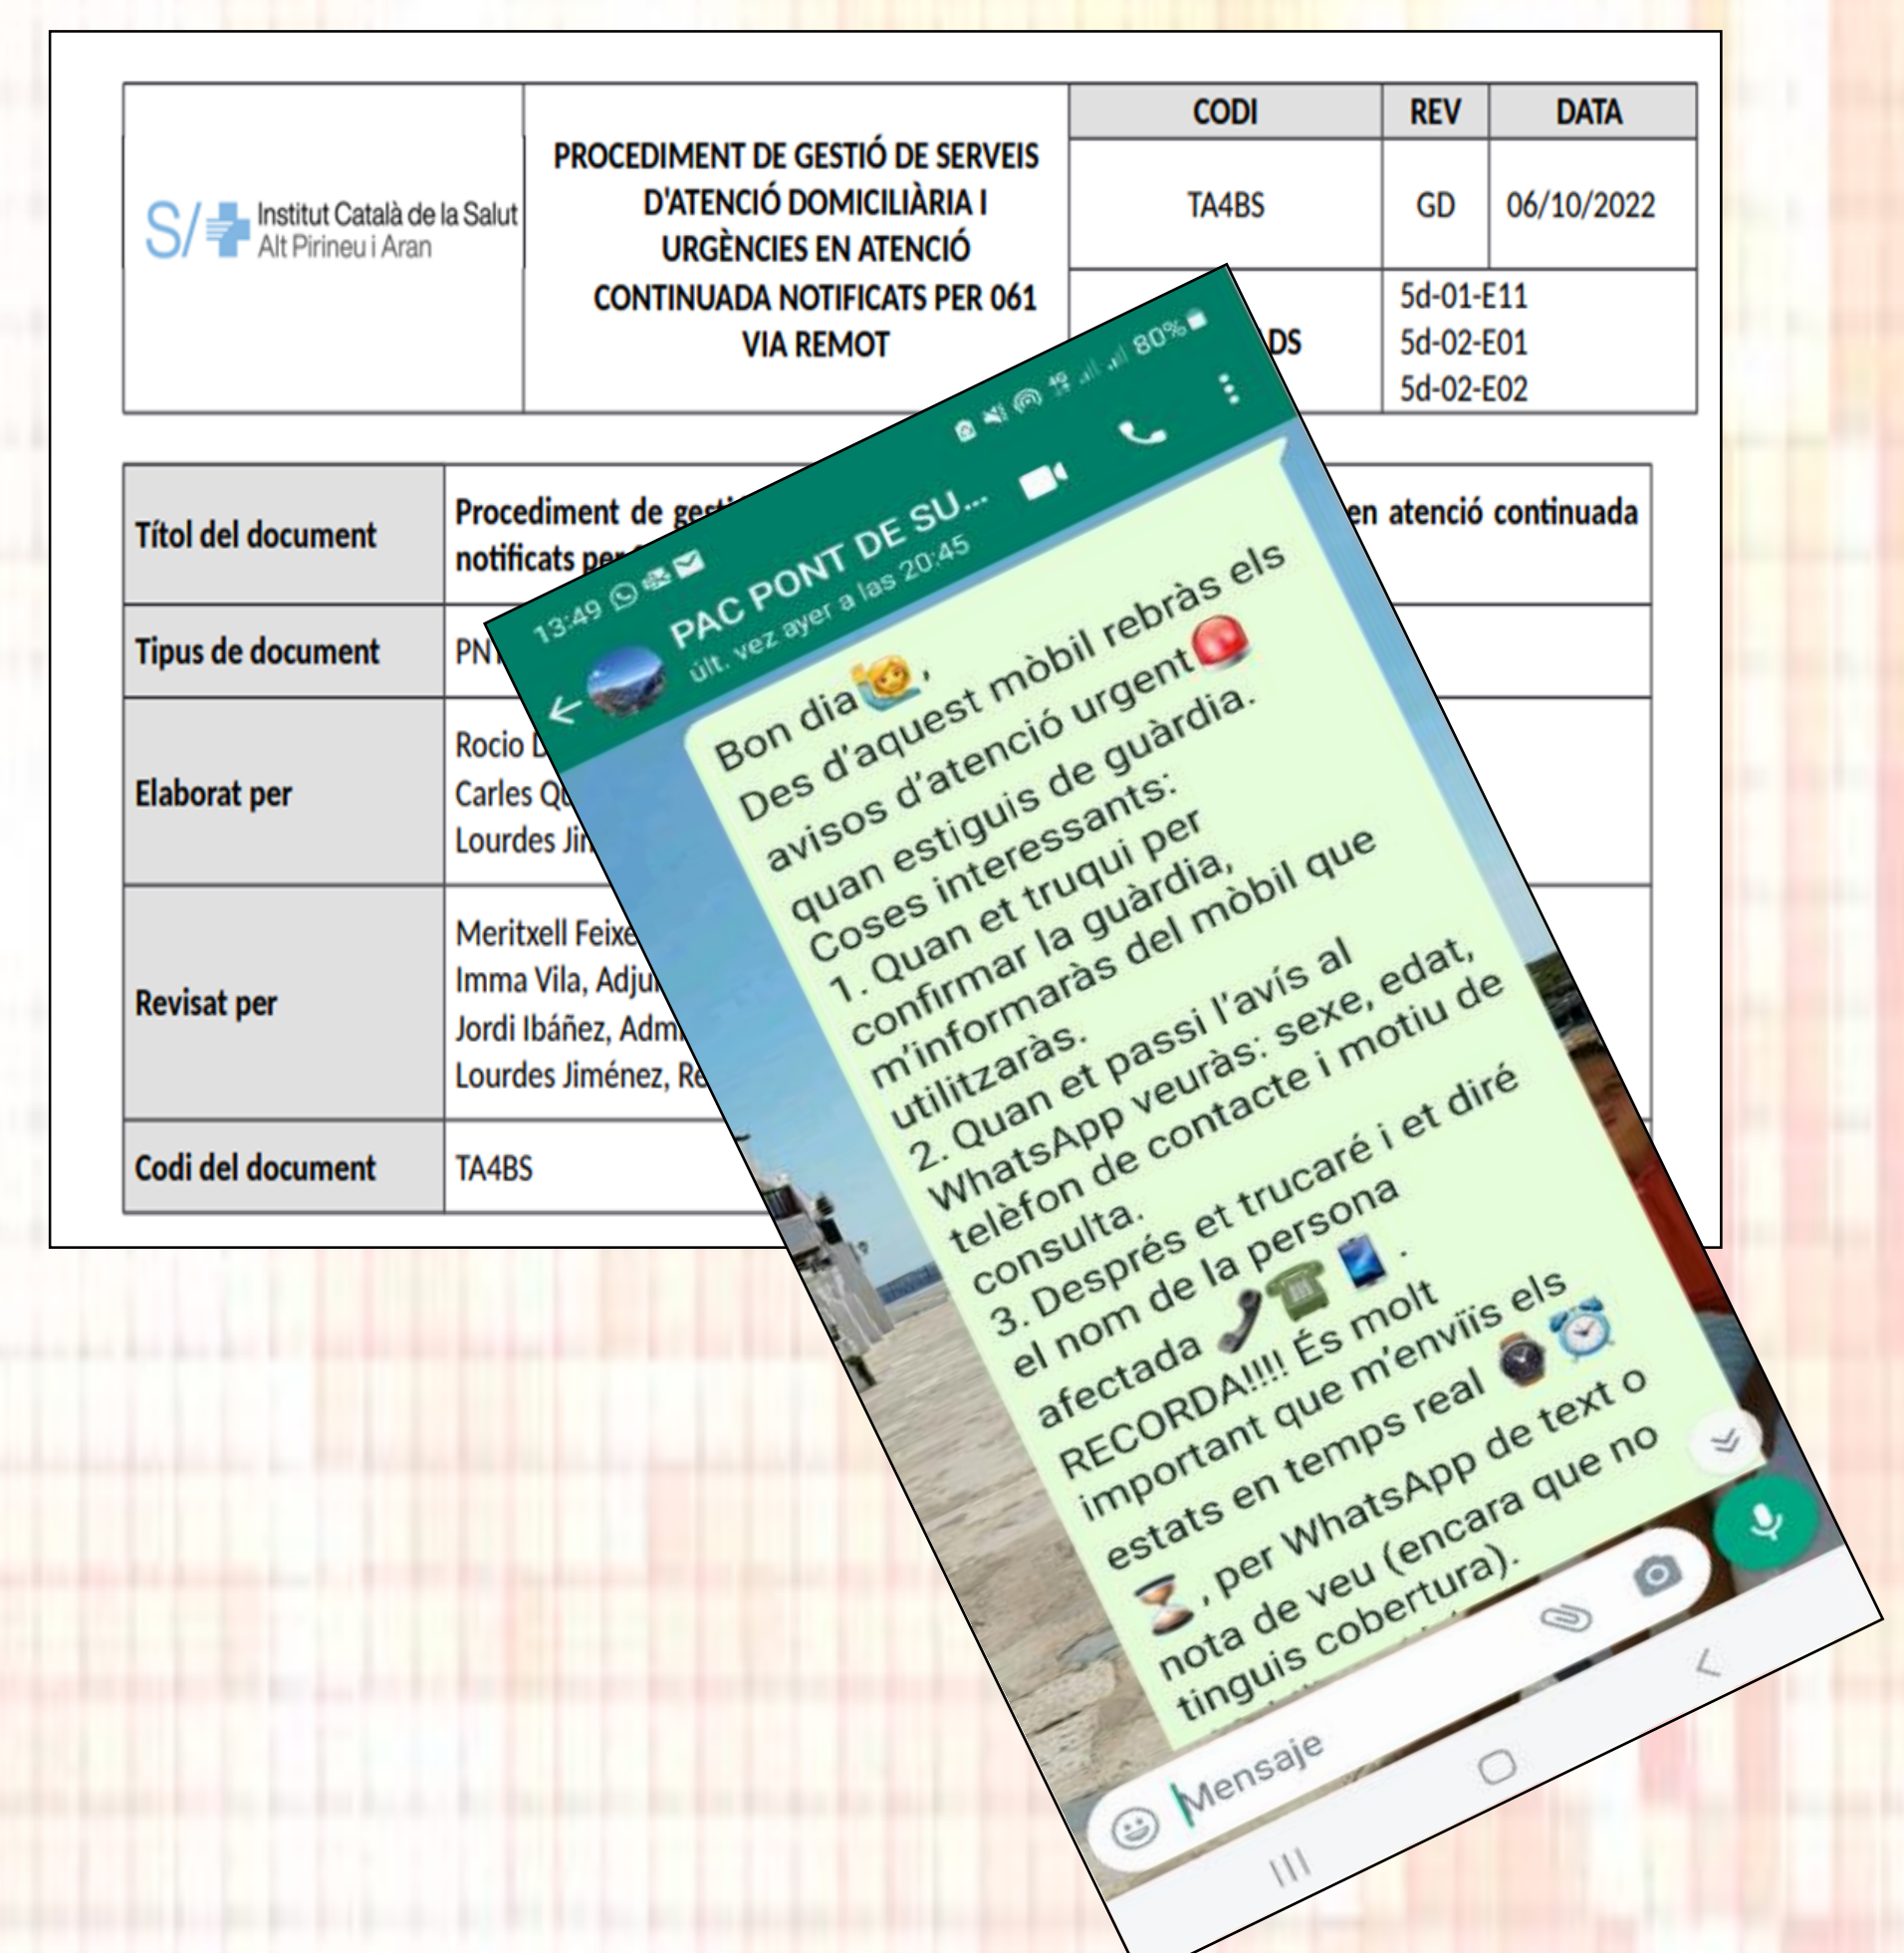 S/ Institut Català de la Salut
Alt Pirineu i Aran
PROCEDIMENT DE GESTIÓ DE SERVEIS
D'ATENCIÓ DOMICILIÀRIA I
URGÈNCIES EN ATENCIÓ
CONTINUADA NOTIFICATS PER 061
VIA REMOT
CODI REV DATA
TA4BS GD 06/10/2022
DS
5d-01-E11
5d-02-E01
5d-02-E02
Títol del document
Procediment de en atenció continuada
notificats
Tipus de document
Elaborat per
Rocio
Carles
Lourdes
Revisat per
Meritxell
Imma Vila,
Jordi Ibáñez,
Lourdes Jiménez,
Codi del document TA4BS
13:49 4G 80%
PAC PONT DE SU...
últ. vez ayer a las 20:45
Bon dia🙋,
Des d'aquest mòbil rebràs els
avisos d'atenció urgent🚨
quan estiguis de guàrdia.
Coses interessants:
1. Quan et truqui per
confirmar la guàrdia,
m'informaràs del mòbil que
utilitzaràs.
2. Quan et passi l'avís al
WhatsApp veuràs: sexe, edat,
telèfon de contacte i motiu de
consulta.
3. Després et trucaré i et diré
el nom de la persona
afectada 📞☎️📲.
RECORDA!!!! És molt
important que m'enviïs els
estats en temps real ⌚⏰
⏳, per WhatsApp de text o
nota de veu (encara que no
tinguis cobertura).
Mensaje